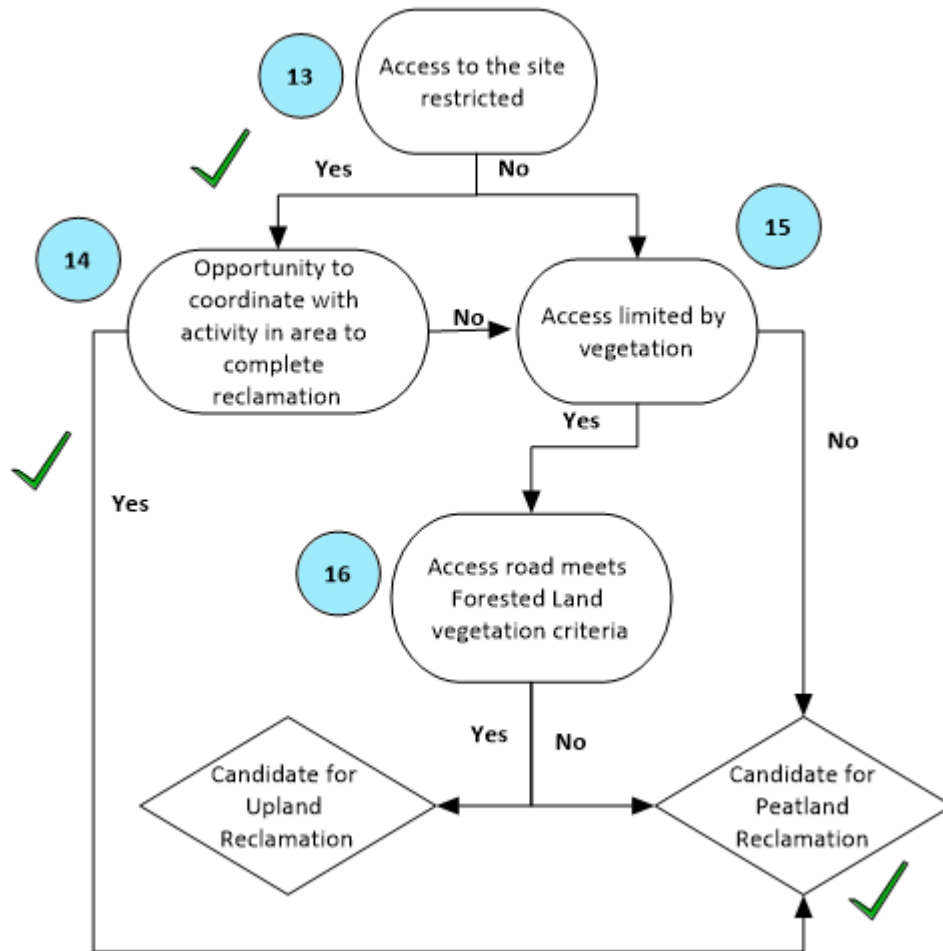 13
Access to the site
restricted
Yes
No
14
Opportunity to
coordinate with
activity in area to
complete
reclamation
No
15
Access limited by
vegetation
Yes
No
Yes
16
Access road meets
Forested Land
vegetation criteria
Yes
No
Candidate for
Upland
Reclamation
Candidate for
Peatland
Reclamation